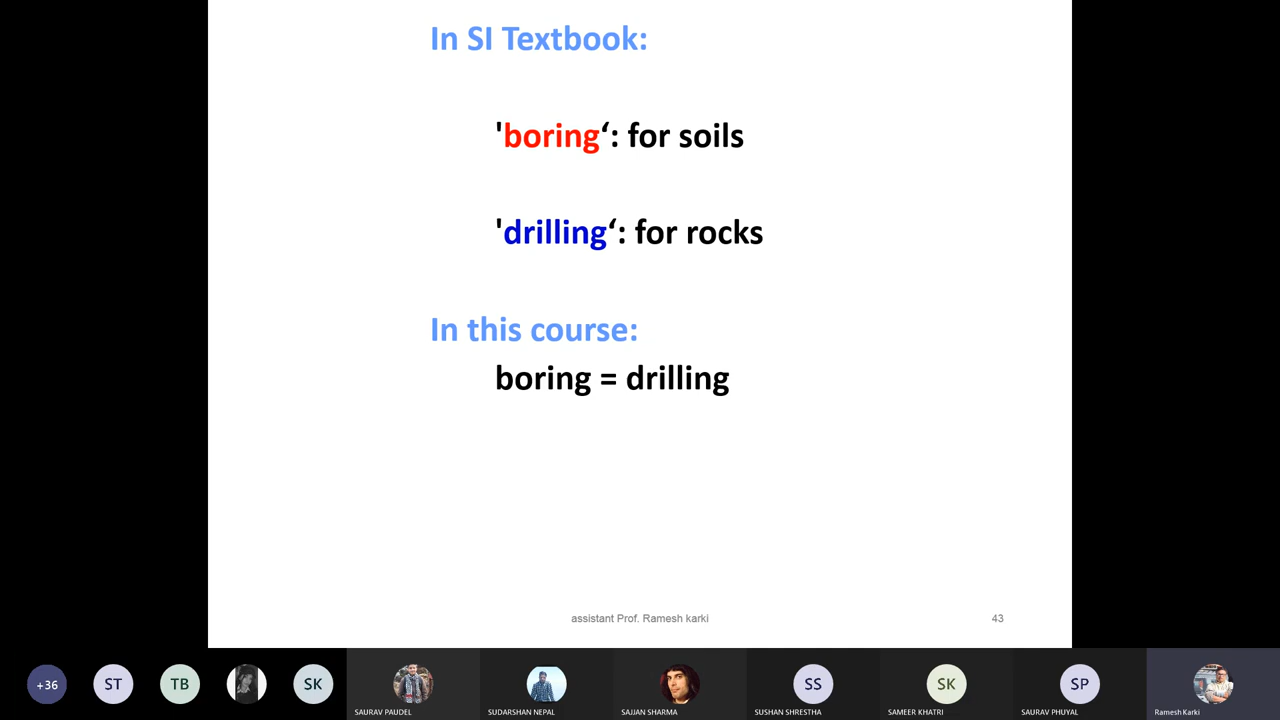 In SI Textbook:
'boring‘: for soils
'drilling‘: for rocks
In this course:
boring = drilling
assistant Prof. Ramesh karki
43
+36
ST
TB
SK
SS
SK
SP
SAURAV PAUDEL
SUDARSHAN NEPAL
SAJJAN SHARMA
SUSHAN SHRESTHA
SAMEER KHATRI
SAURAV PHUYAL
Ramesh Karki